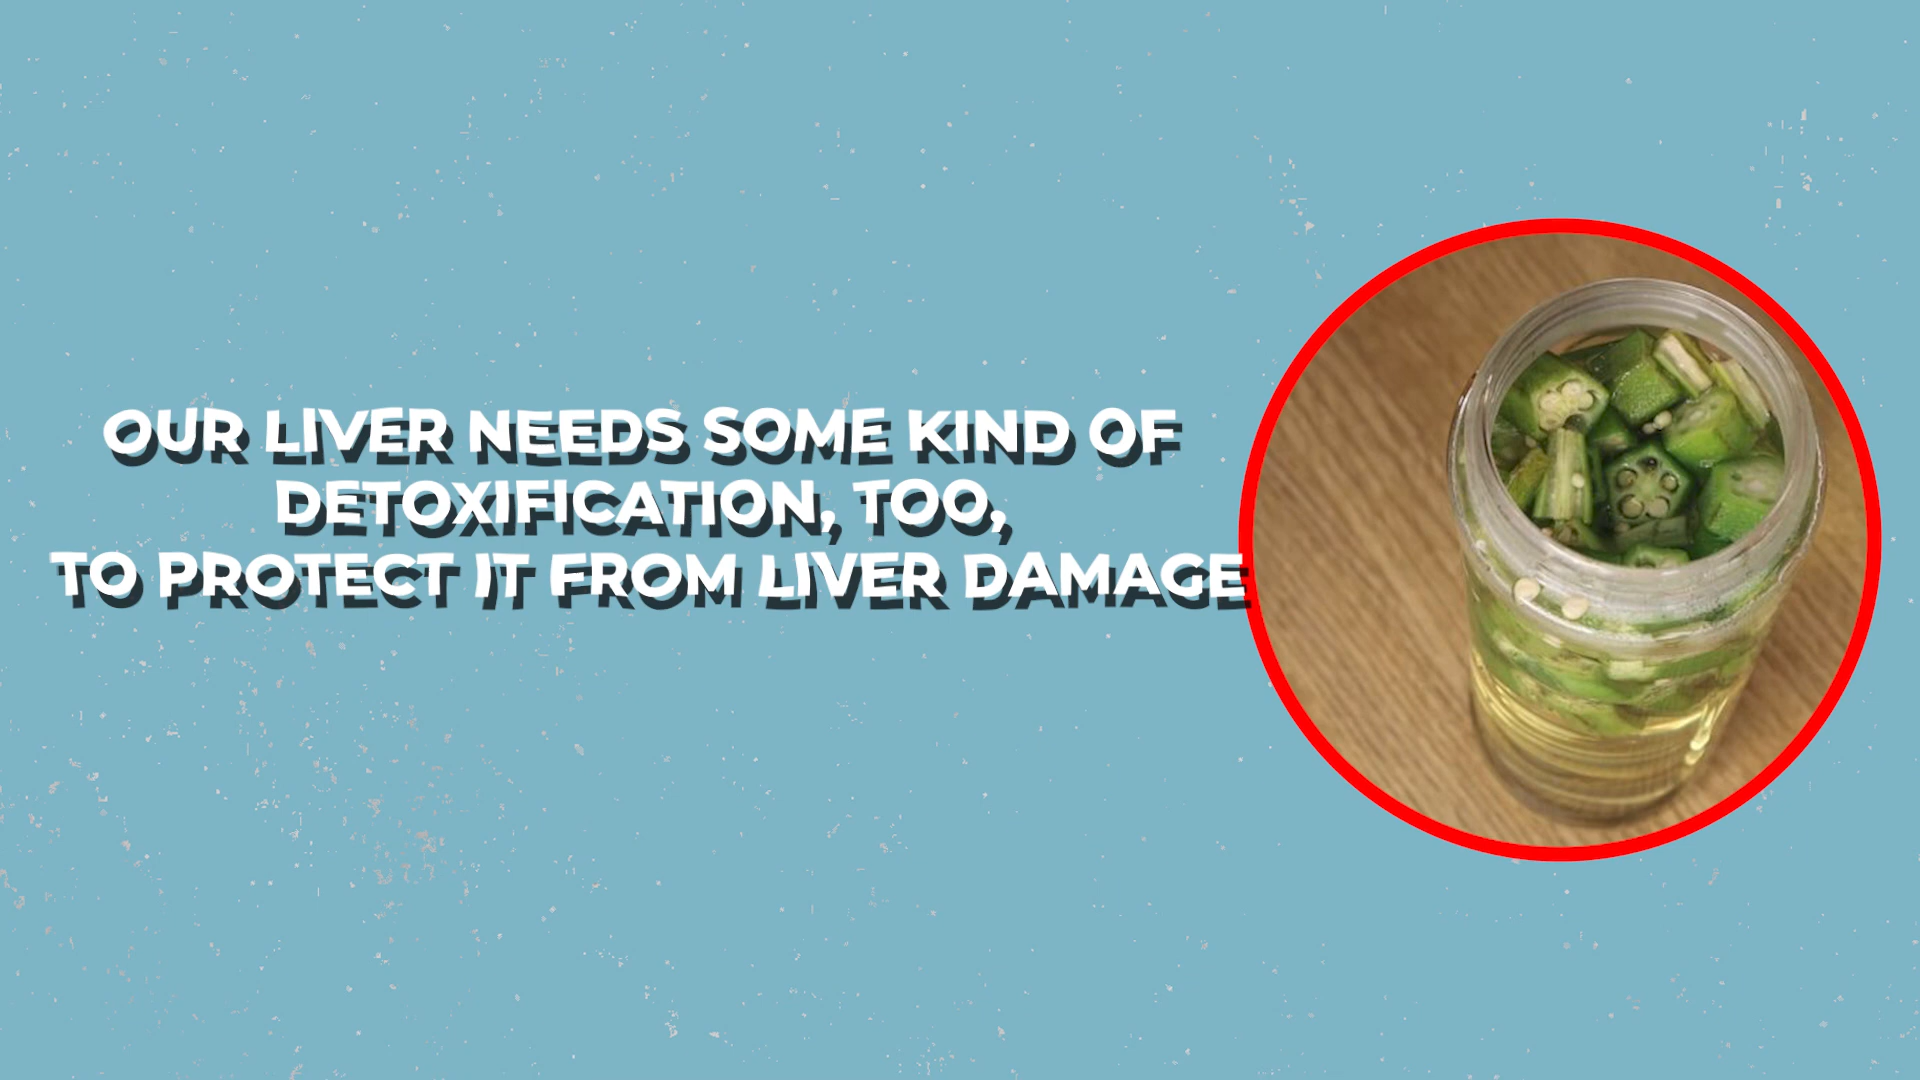 OUR LIVER NEEDS SOME KIND OF
DETOXIFICATION, TOO,
TO PROTECT IT FROM LIVER DAMAGE